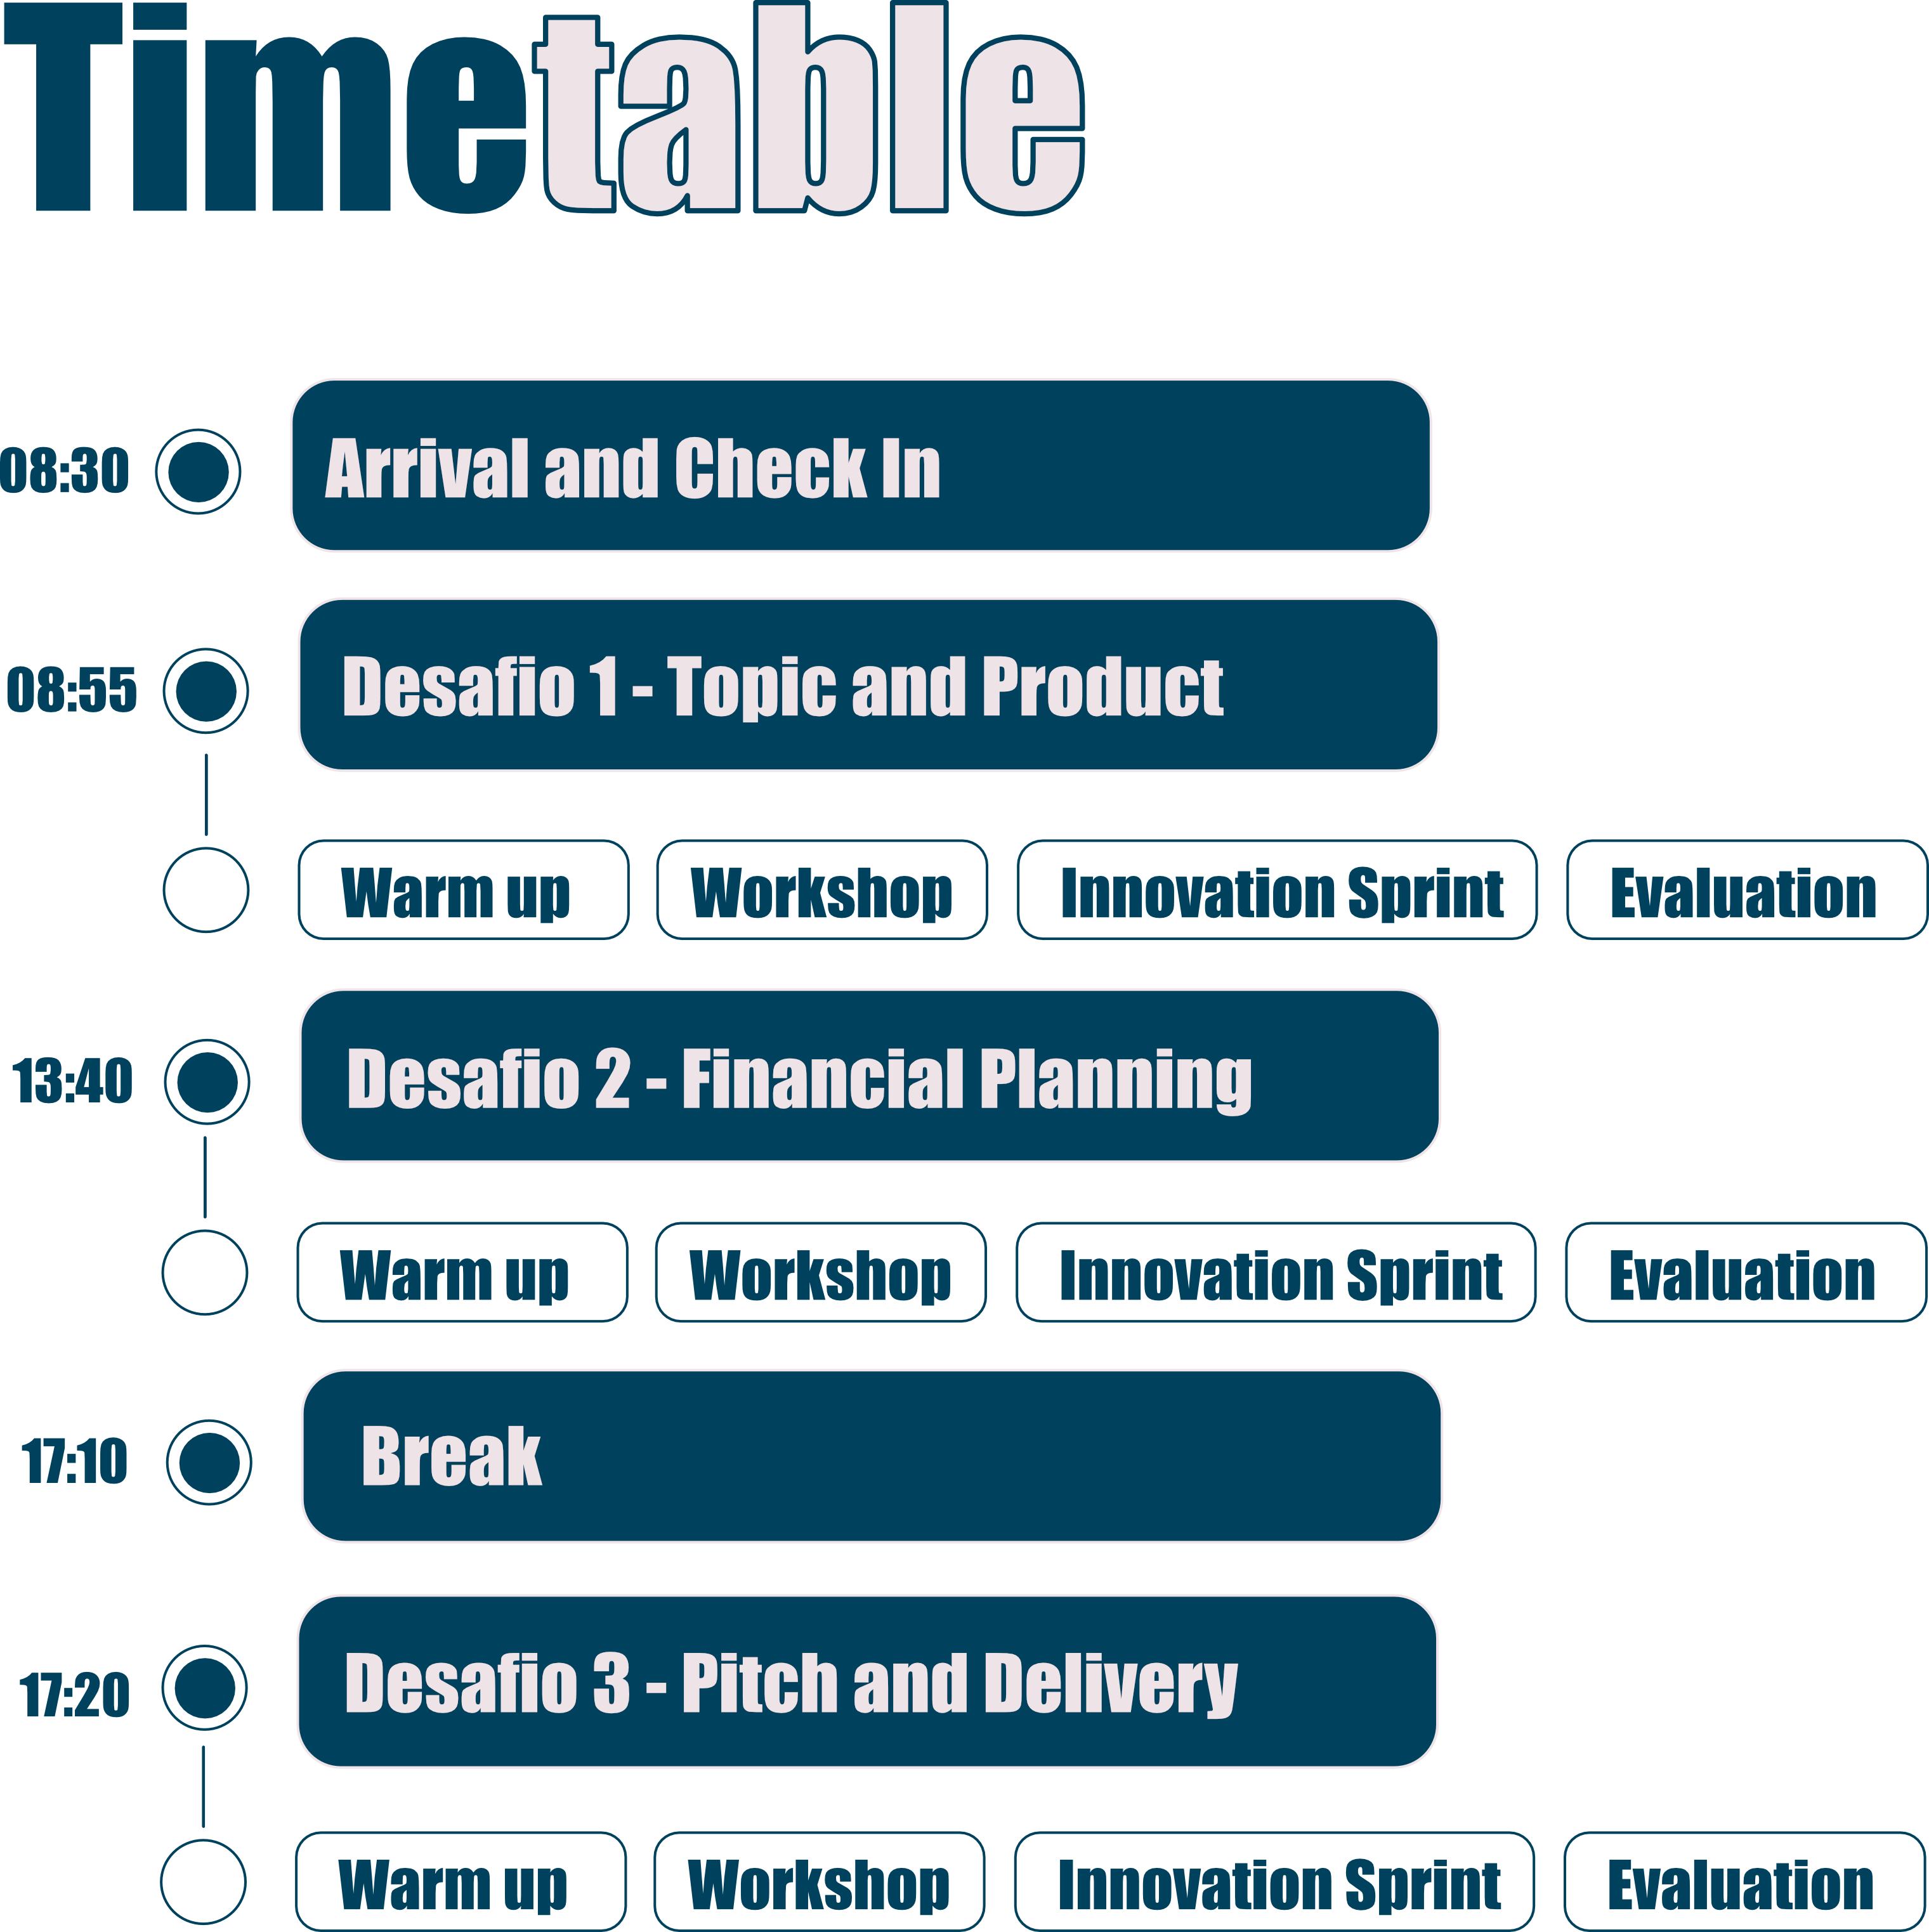 Timetable
08:30 Arrival and Check In
08:55 Desafio 1 - Topic and Product
Warm up Workshop Innovation Sprint Evaluation
13:40 Desafio 2 - Financial Planning
Warm up Workshop Innovation Sprint Evaluation
17:10 Break
17:20 Desafio 3 - Pitch and Delivery
Warm up Workshop Innovation Sprint Evaluation